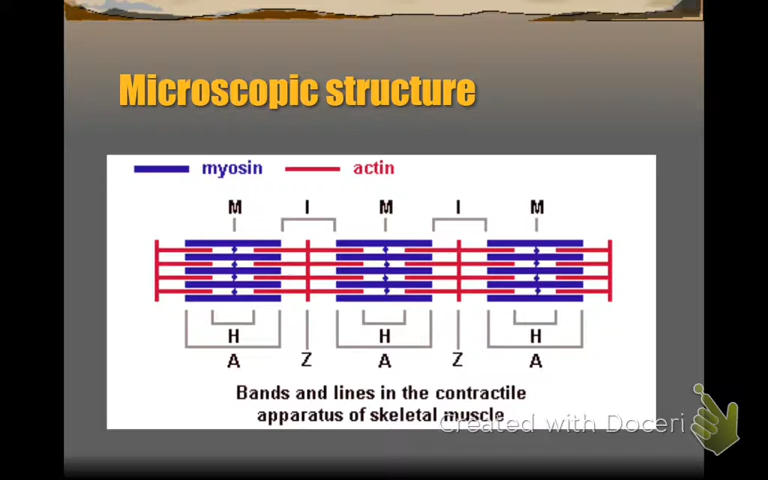 Microscopic structure
myosin actin
M I M I M
H H H
A Z A Z A
Bands and lines in the contractile
apparatus of skeletal muscle
Created with Doceri